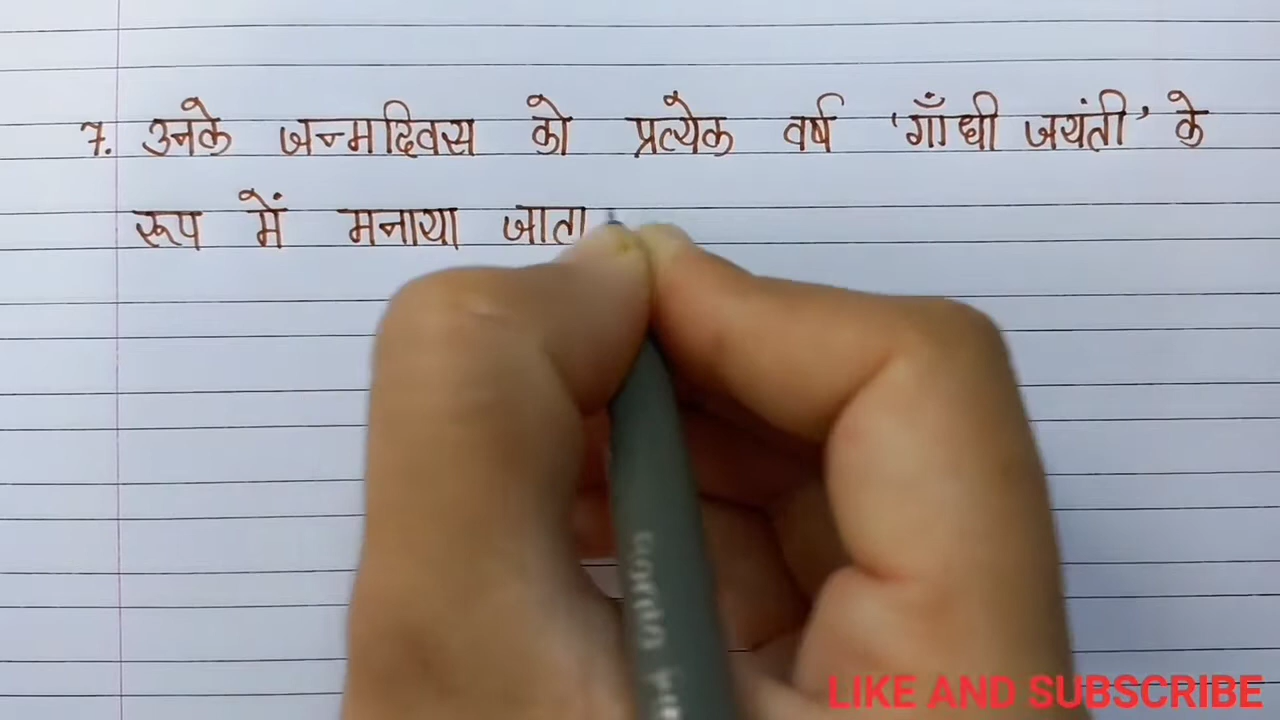 7. उनके जन्मदिवस को प्रत्येक वर्ष 'गाँधी जयंती' के
रूप में मनाया जाता
LIKE AND SUBSCRIBE